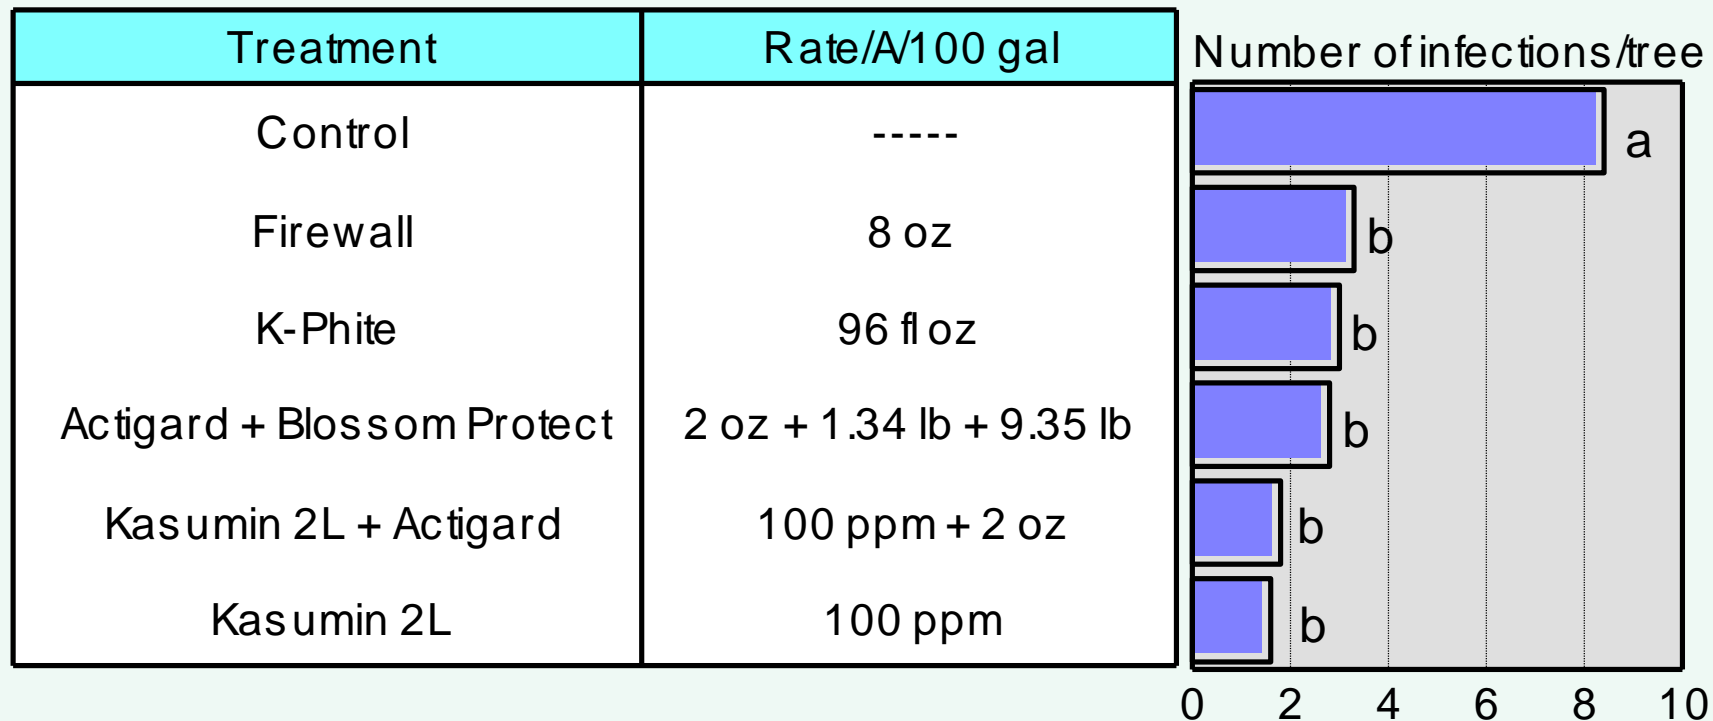 Treatment Rate/A/100 gal Number of infections/tree
Control ----- a
Firewall 8 oz b
K-Phite 96 fl oz b
Actigard + Blossom Protect 2 oz + 1.34 lb + 9.35 lb b
Kasumin 2L + Actigard 100 ppm + 2 oz b
Kasumin 2L 100 ppm b
0 2 4 6 8 10